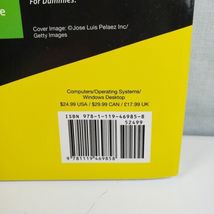 For Dummies.
Cover Image: ©Jose Luis Pelaez Inc/
Getty Images
Computers/Operating Systems/
Windows Desktop
$24.99 USA / $29.99 CAN / £17.99 UK
ISBN 978-1-119-46985-8
52499
9 781119 469858